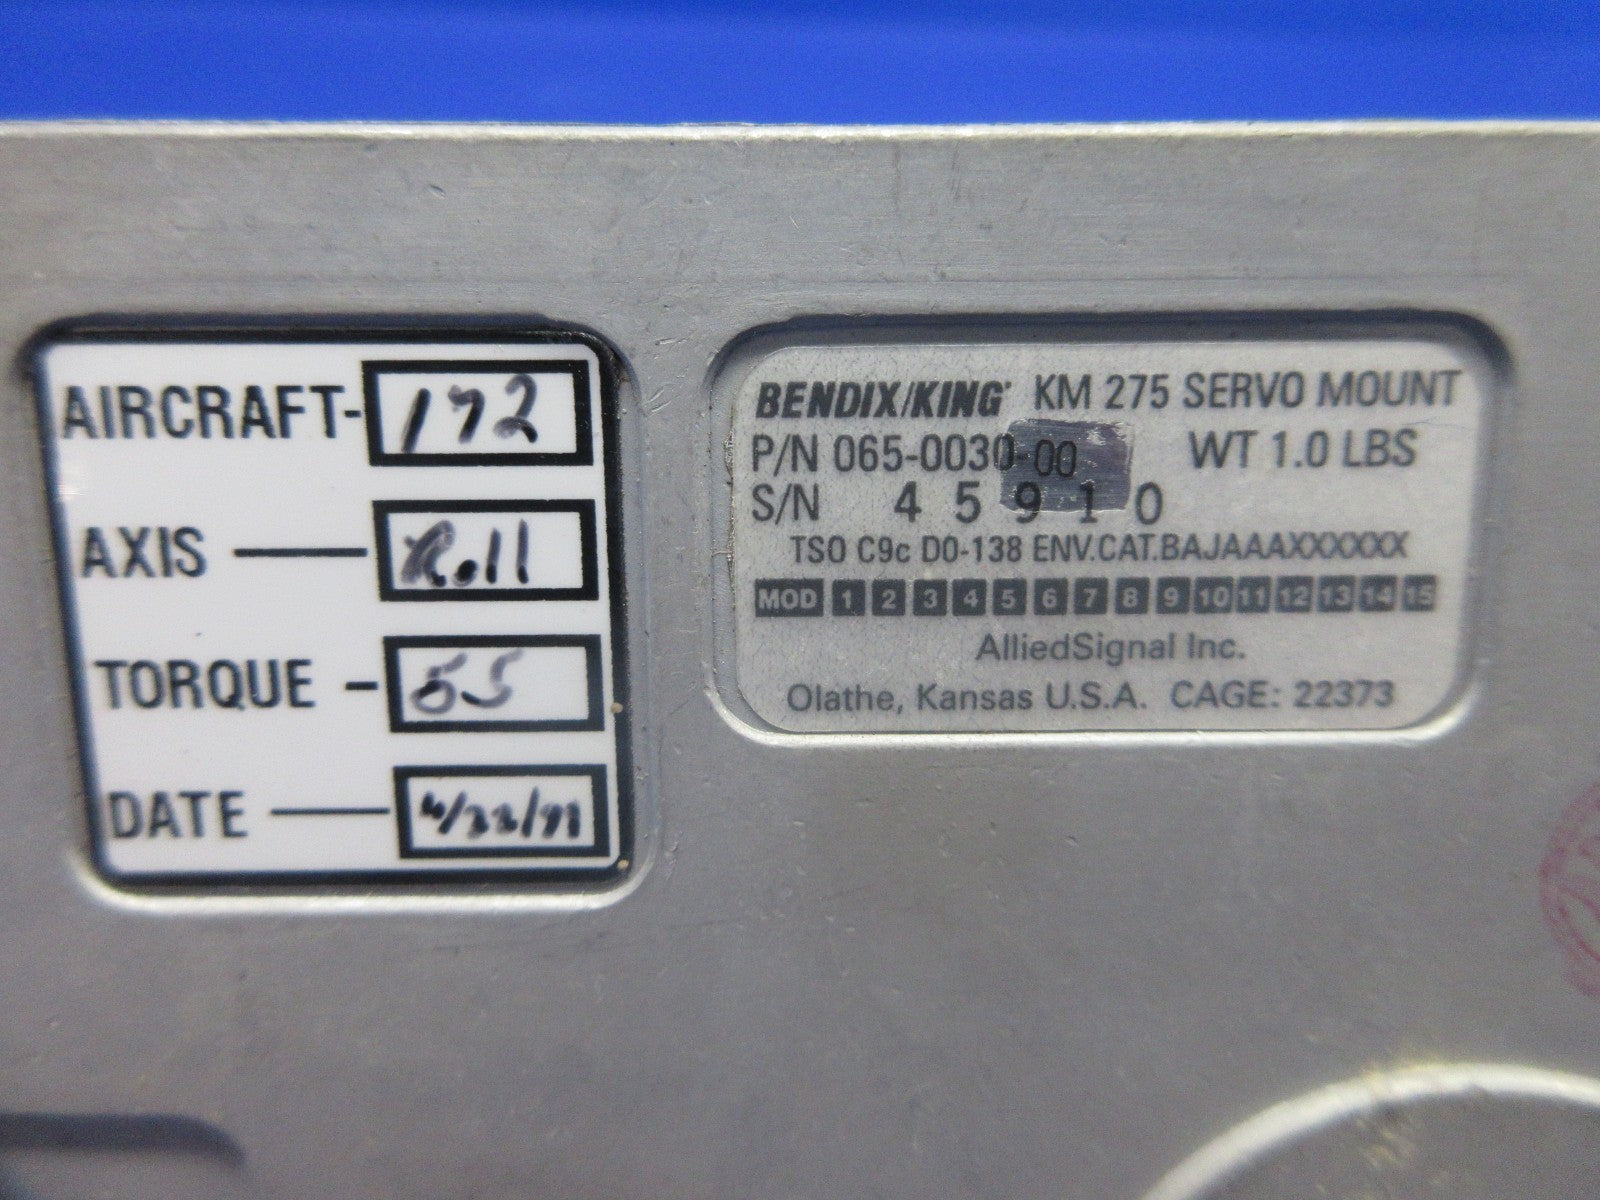 AIRCRAFT- 172
AXIS — Roll
TORQUE - 55
DATE —
BENDIX/KING® KM 275 SERVO MOUNT
P/N 065-0030-00 WT 1.0 LBS
S/N 45910
TSO C9c DO-138 ENV.CAT.BAJAAAXXXXXX
MOD 1 2 3 4 5 6 7 8 9 10 11 12 13 14 15
AlliedSignal Inc.
Olathe, Kansas U.S.A. CAGE: 22373